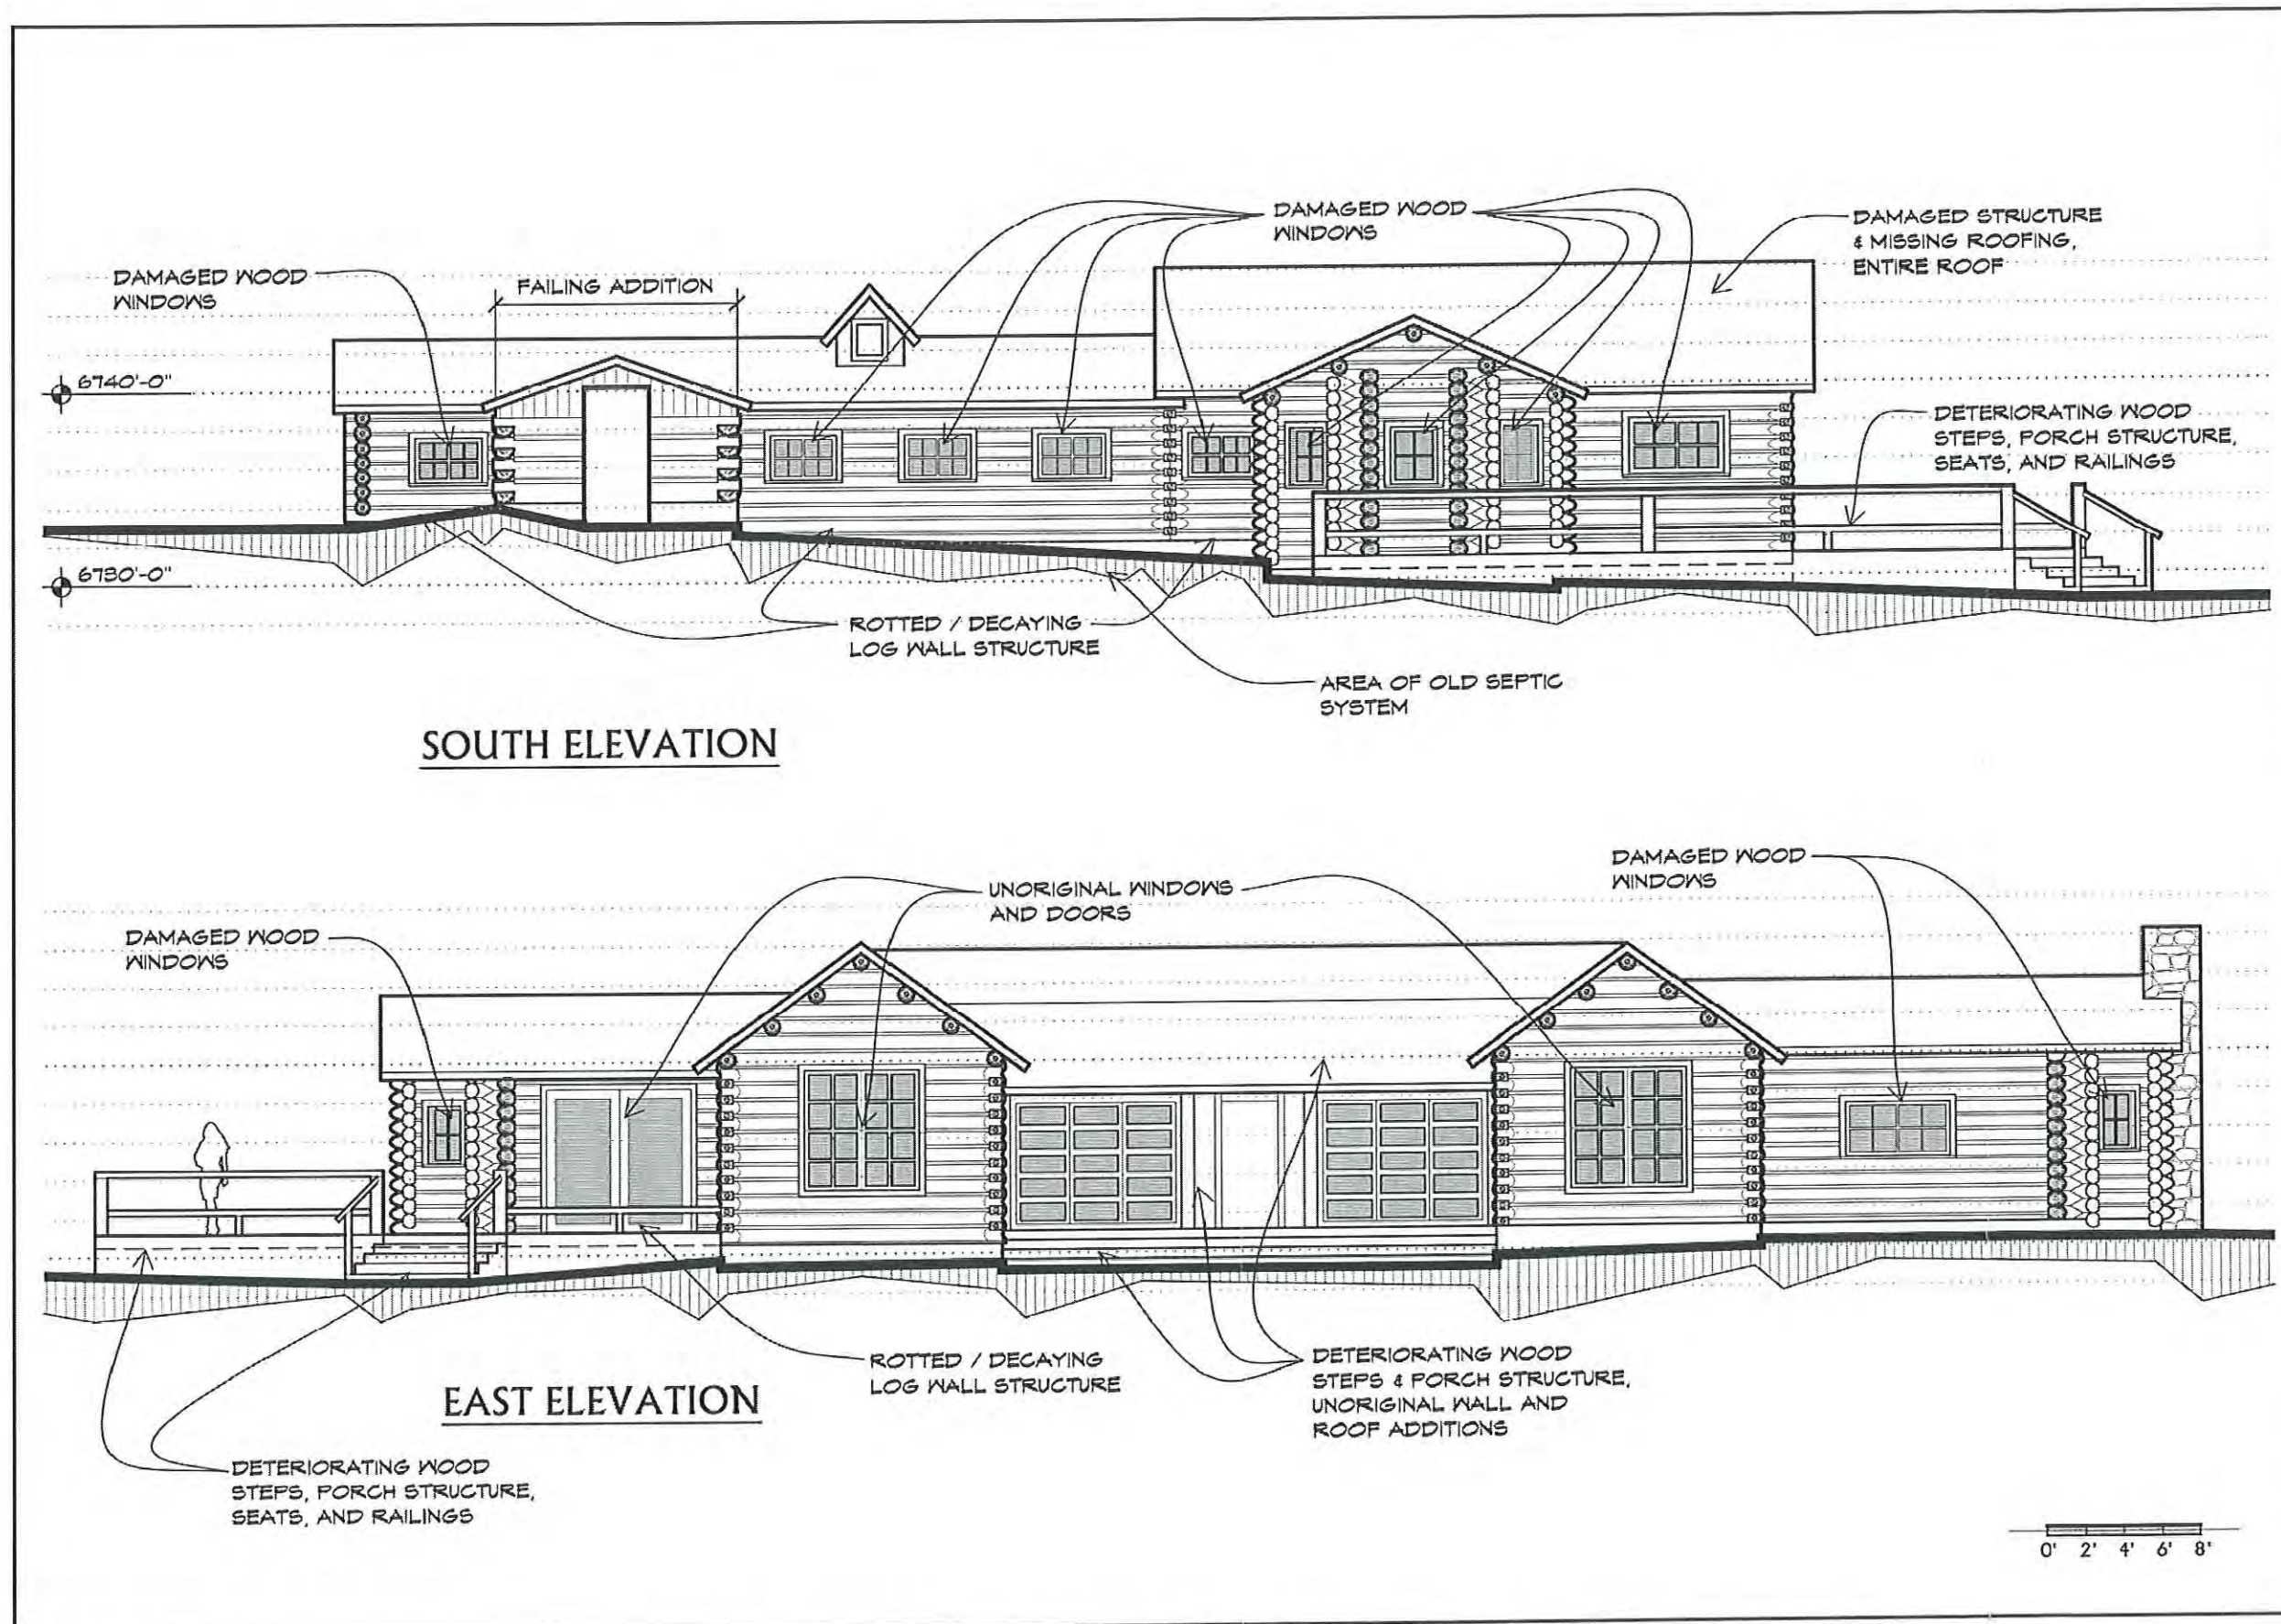 DAMAGED WOOD
WINDOWS
DAMAGED STRUCTURE
& MISSING ROOFING,
ENTIRE ROOF
DAMAGED WOOD
WINDOWS
FAILING ADDITION
6740'-0"
DETERIORATING WOOD
STEPS, PORCH STRUCTURE,
SEATS, AND RAILINGS
6730'-0"
ROTTED / DECAYING
LOG WALL STRUCTURE
AREA OF OLD SEPTIC
SYSTEM
SOUTH ELEVATION
DAMAGED WOOD
WINDOWS
UNORIGINAL WINDOWS
AND DOORS
DAMAGED WOOD
WINDOWS
ROTTED / DECAYING
LOG WALL STRUCTURE
DETERIORATING WOOD
STEPS & PORCH STRUCTURE,
UNORIGINAL WALL AND
ROOF ADDITIONS
EAST ELEVATION
DETERIORATING WOOD
STEPS, PORCH STRUCTURE,
SEATS, AND RAILINGS
0' 2' 4' 6' 8'